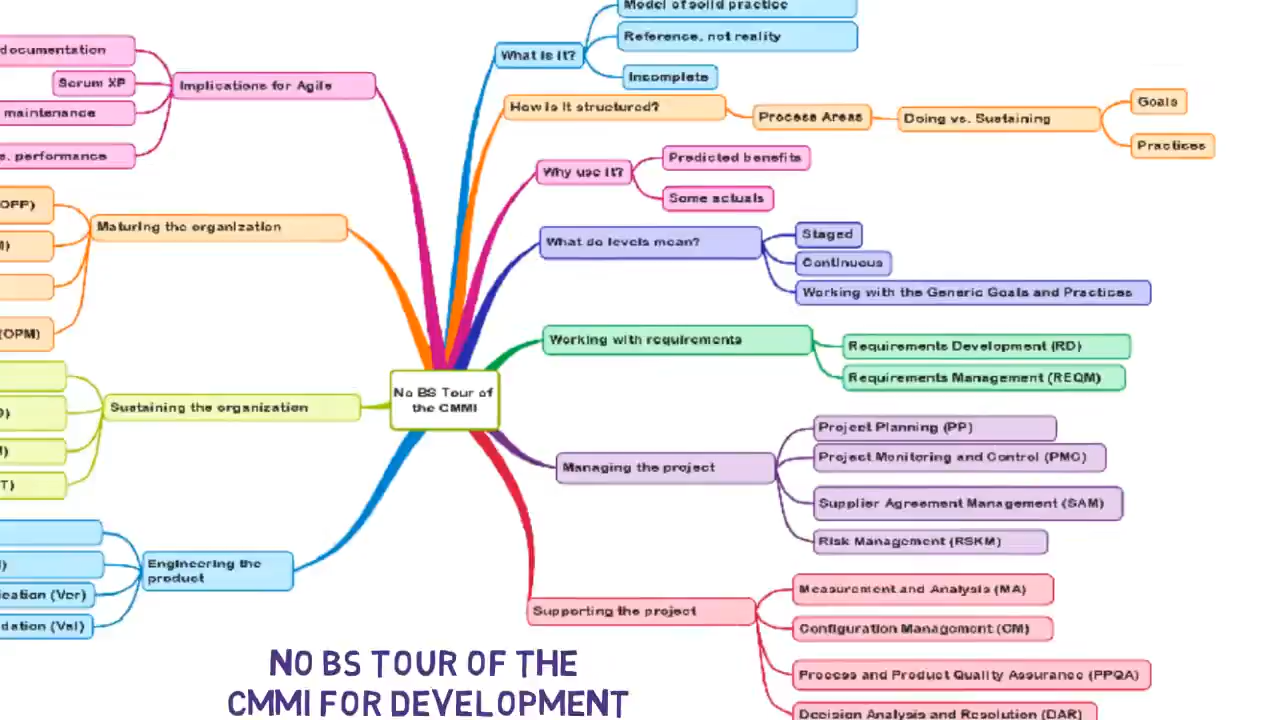 Model of solid practice
What is it?
Reference, not reality
Incomplete
How is it structured?
Process Areas
Doing vs. Sustaining
Goals
Practices
Why use it?
Predicted benefits
Some actuals
What do levels mean?
Staged
Continuous
Working with the Generic Goals and Practices
Working with requirements
Requirements Development (RD)
Requirements Management (REQM)
Managing the project
Project Planning (PP)
Project Monitoring and Control (PMC)
Supplier Agreement Management (SAM)
Risk Management (RSKM)
Supporting the project
Measurement and Analysis (MA)
Configuration Management (CM)
Process and Product Quality Assurance (PPQA)
Decision Analysis and Resolution (DAR)
No BS Tour of
the CMMI
Implications for Agile
documentation
Scrum XP
maintenance
performance
Maturing the organization
OPP)
(OPM)
Sustaining the organization
Engineering the
product
(Ver)
(Val)
NO BS TOUR OF THE
CMMI FOR DEVELOPMENT